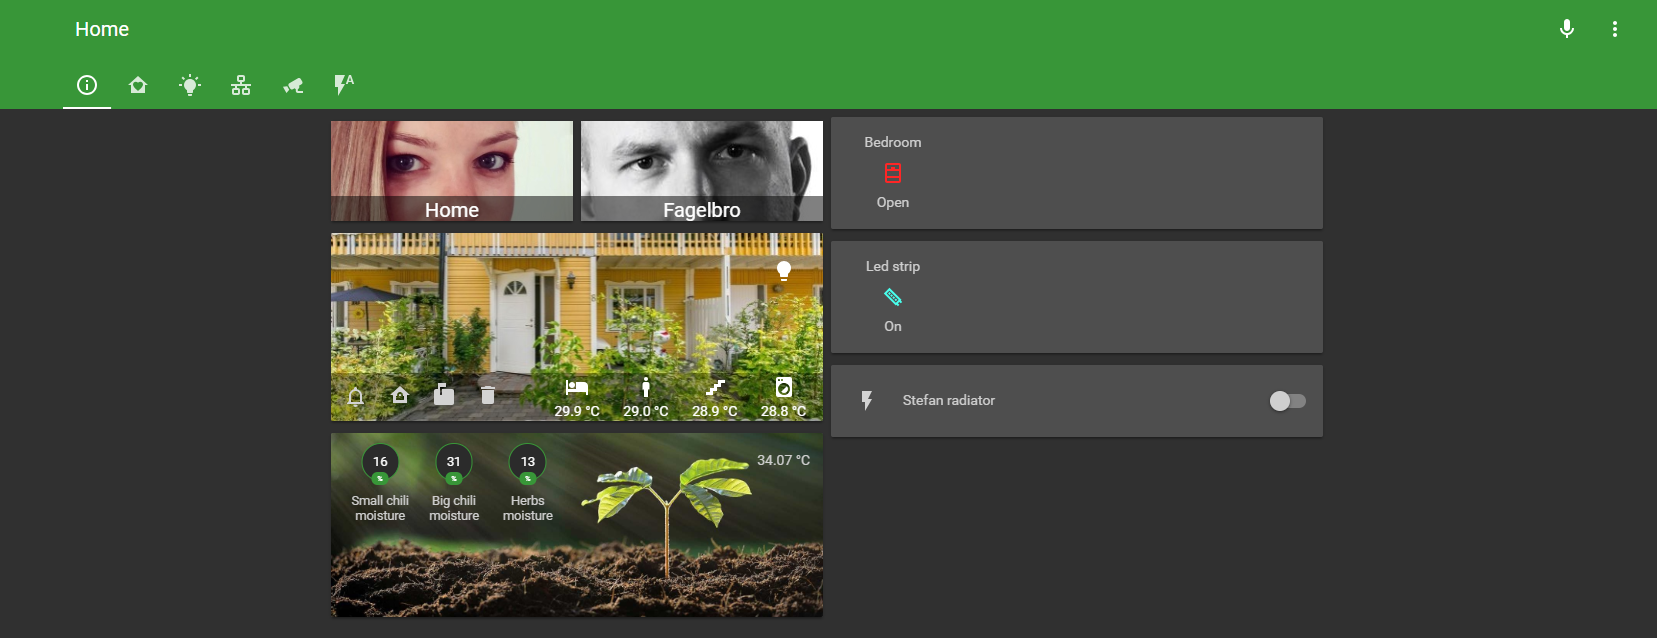 Home
A
Home
Fagelbro
29.9 °C
29.0 °C
28.9 °C
28.8 °C
16
%
31
%
13
%
Small chili
moisture
Big chili
moisture
Herbs
moisture
34.07 °C
Bedroom
Open
Led strip
On
Stefan radiator